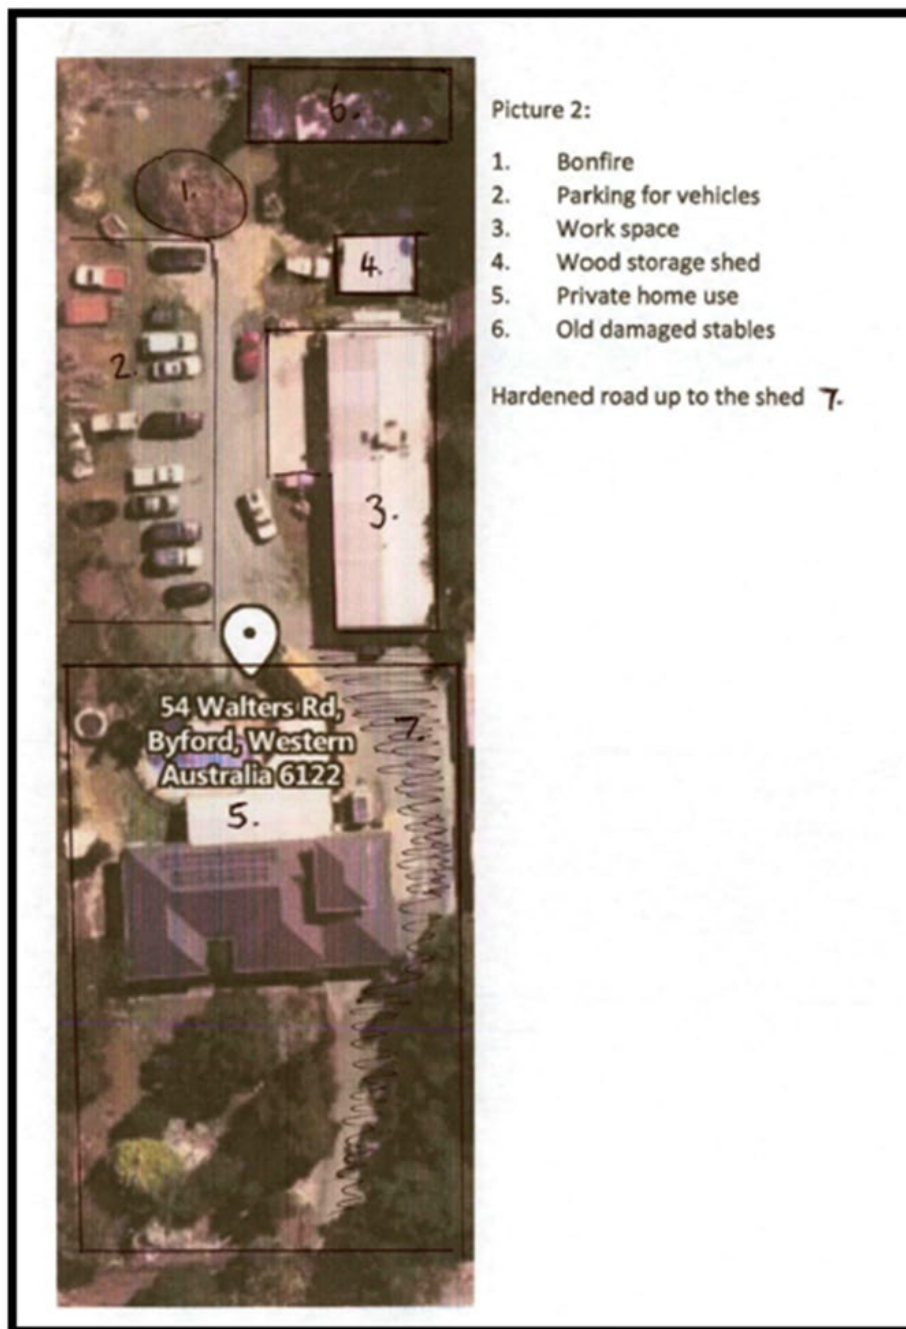 6.
Picture 2:
1. Bonfire
2. Parking for vehicles
3. Work space
4. Wood storage shed
5. Private home use
6. Old damaged stables
Hardened road up to the shed 7.
1.
4.
2.
3.
7.
54 Walters Rd,
Byford, Western
Australia 6122
5.